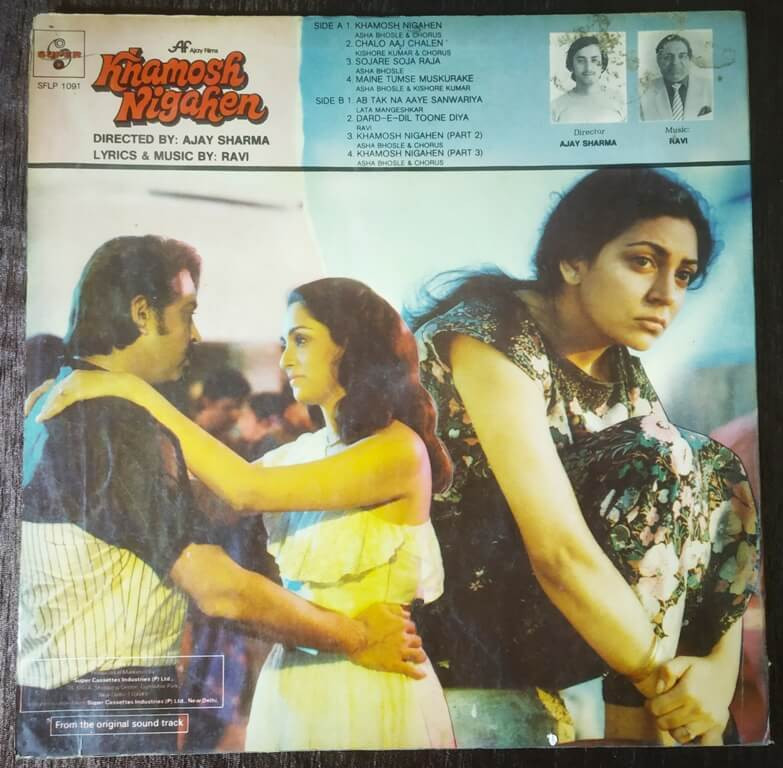 SUPER
SFLP 1091
AF Ajay Films
Khamosh
Nigahen
DIRECTED BY: AJAY SHARMA
LYRICS & MUSIC BY: RAVI
SIDE A 1. KHAMOSH NIGAHEN
ASHA BHOSLE & CHORUS
2. CHALO AAJ CHALEN
KISHORE KUMAR & CHORUS
3. SOJARE SOJA RAJA
ASHA BHOSLE
4. MAINE TUMSE MUSKURAKE
ASHA BHOSLE & KISHORE KUMAR
SIDE B 1. AB TAK NA AAYE SANWARIYA
LATA MANGESHKAR
2. DARD-E-DIL TOONE DIYA
RAVI
3. KHAMOSH NIGAHEN (PART 2)
ASHA BHOSLE & CHORUS
4. KHAMOSH NIGAHEN (PART 3)
ASHA BHOSLE & CHORUS
Director
AJAY SHARMA
Music:
RAVI
Super Cassettes Industries (P) Ltd.,
Super Cassettes Industries (P) Ltd., New Delhi.
From the original sound track